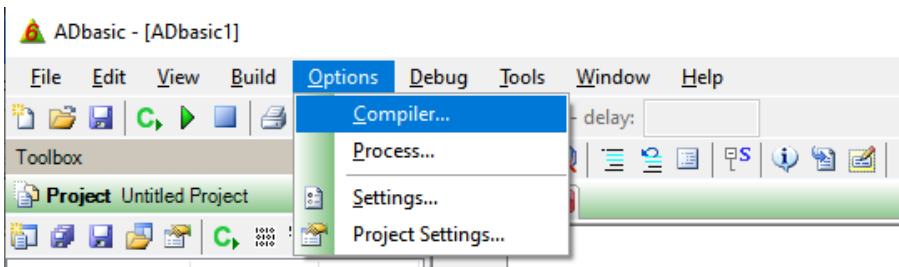 ADbasic - [ADbasic1]
File Edit View Build Options Debug Tools Window Help
Compiler...
- delay:
Process...
Toolbox
Project Untitled Project
Settings...
Project Settings...